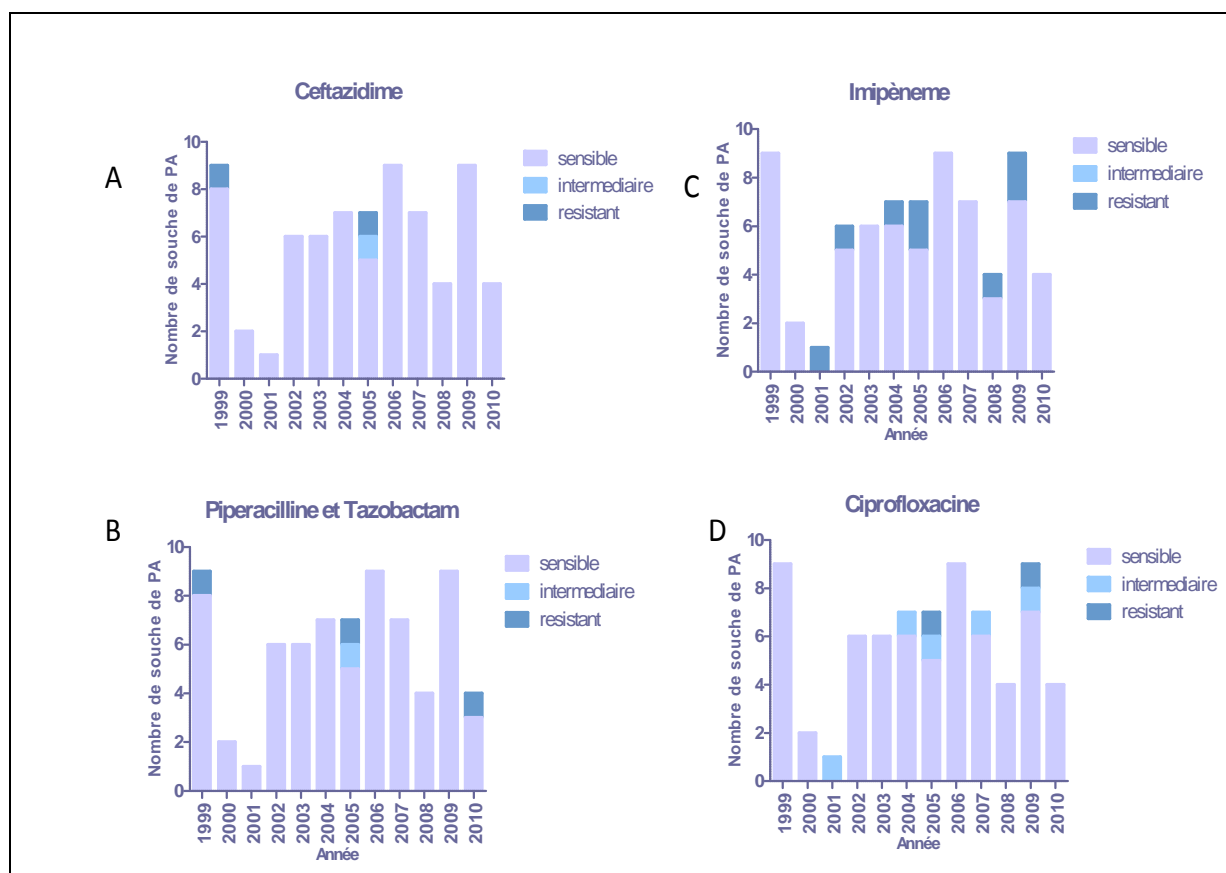 A
Ceftazidime
Nombre de souche de PA
10
8
6
4
2
0
1999
2000
2001
2002
2003
2004
2005
2006
2007
2008
2009
2010
sensible
intermediaire
resistant
C
Imipèneme
Nombre de souche de PA
10
8
6
4
2
0
1999
2000
2001
2002
2003
2004
2005
2006
2007
2008
2009
2010
Année
sensible
intermediaire
resistant
B
Piperacilline et Tazobactam
Nombre de souche de PA
10
8
6
4
2
0
1999
2000
2001
2002
2003
2004
2005
2006
2007
2008
2009
2010
Année
sensible
intermediaire
resistant
D
Ciprofloxacine
Nombre de souche de PA
10
8
6
4
2
0
1999
2000
2001
2002
2003
2004
2005
2006
2007
2008
2009
2010
Année
sensible
intermediaire
resistant